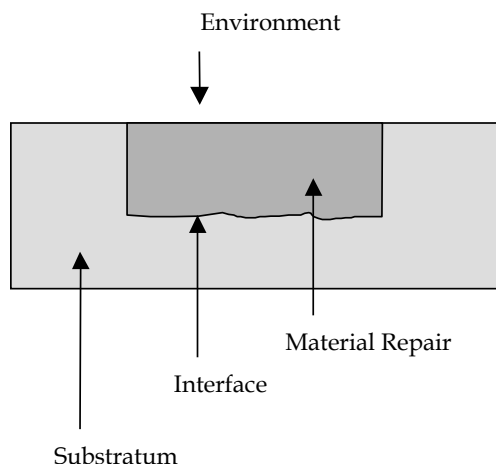 Environment
Material Repair
Interface
Substratum